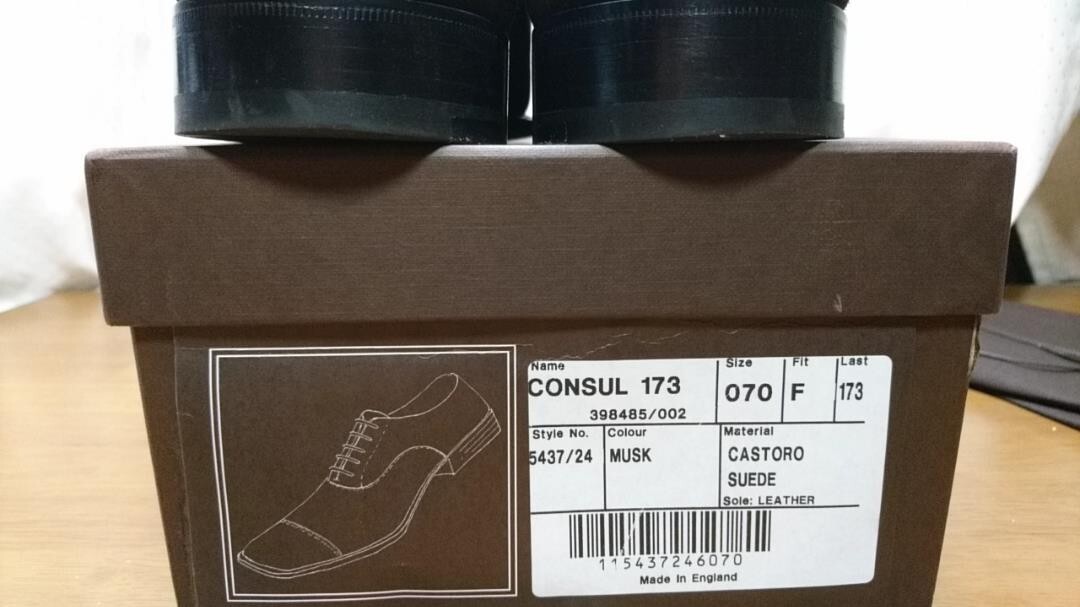 Name
CONSUL 173
398485/002
Size
070
Fit
F
Last
173
Style No.
5437/24
Colour
MUSK
Material
CASTORO
SUEDE
Sole: LEATHER
115437246070
Made In England